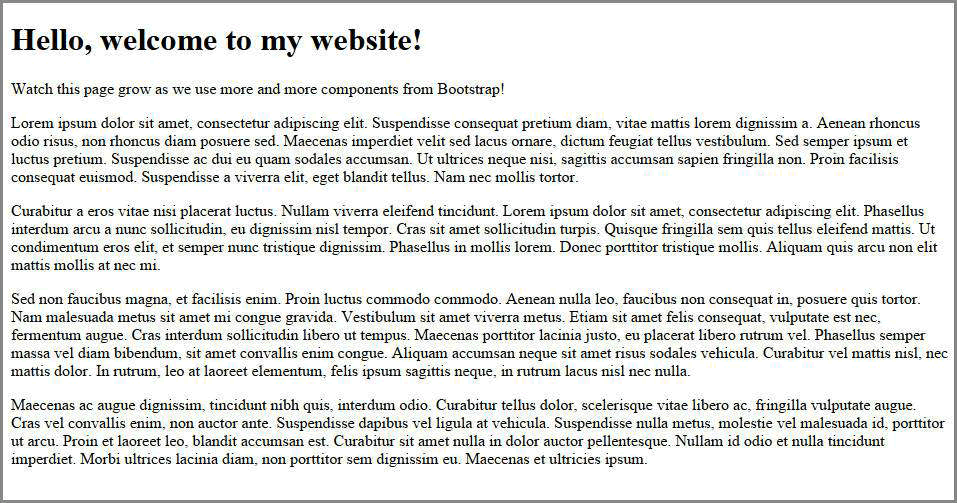 Hello, welcome to my website!
Watch this page grow as we use more and more components from Bootstrap!
Lorem ipsum dolor sit amet, consectetur adipiscing elit. Suspendisse consequat pretium diam, vitae mattis lorem dignissim a. Aenean rhoncus
odio risus, non rhoncus diam posuere sed. Maecenas imperdiet velit sed lacus ornare, dictum feugiat tellus vestibulum. Sed semper ipsum et
luctus pretium. Suspendisse ac dui eu quam sodales accumsan. Ut ultrices neque nisi, sagittis accumsan sapien fringilla non. Proin facilisis
consequat euismod. Suspendisse a viverra elit, eget blandit tellus. Nam nec mollis tortor.
Curabitur a eros vitae nisi placerat luctus. Nullam viverra eleifend tincidunt. Lorem ipsum dolor sit amet, consectetur adipiscing elit. Phasellus
interdum arcu a nunc sollicitudin, eu dignissim nisl tempor. Cras sit amet sollicitudin turpis. Quisque fringilla sem quis tellus eleifend mattis. Ut
condimentum eros elit, et semper nunc tristique dignissim. Phasellus in mollis lorem. Donec porttitor tristique mollis. Aliquam quis arcu non elit
mattis mollis at nec mi.
Sed non faucibus magna, et facilisis enim. Proin luctus commodo commodo. Aenean nulla leo, faucibus non consequat in, posuere quis tortor.
Nam malesuada metus sit amet mi congue gravida. Vestibulum sit amet viverra metus. Etiam sit amet felis consequat, vulputate est nec,
fermentum augue. Cras interdum sollicitudin libero ut tempus. Maecenas porttitor lacinia justo, eu placerat libero rutrum vel. Phasellus semper
massa vel diam bibendum, sit amet convallis enim congue. Aliquam accumsan neque sit amet risus sodales vehicula. Curabitur vel mattis nisl, nec
mattis dolor. In rutrum, leo at laoreet elementum, felis ipsum sagittis neque, in rutrum lacus nisl nec nulla.
Maecenas ac augue dignissim, tincidunt nibh quis, interdum odio. Curabitur tellus dolor, scelerisque vitae libero ac, fringilla vulputate augue.
Cras vel convallis enim, non auctor ante. Suspendisse dapibus vel ligula at vehicula. Suspendisse nulla metus, molestie vel malesuada id, porttitor
ut arcu. Proin et laoreet leo, blandit accumsan est. Curabitur sit amet nulla in dolor auctor pellentesque. Nullam id odio et nulla tincidunt
imperdiet. Morbi ultrices lacinia diam, non porttitor sem dignissim eu. Maecenas et ultricies ipsum.